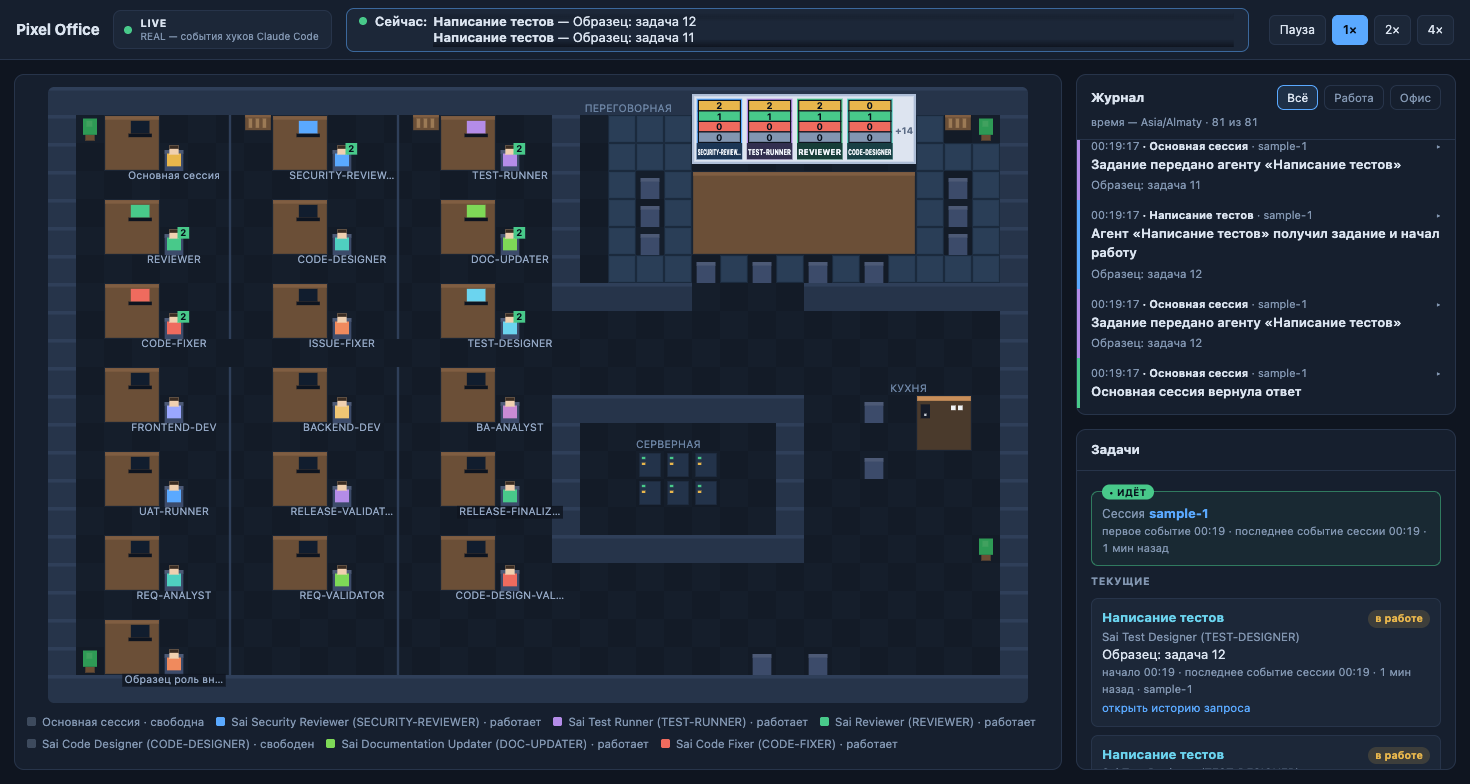 Pixel Office
LIVE
REAL — события хуков Claude Code
Сейчас: Написание тестов — Образец: задача 12
Написание тестов — Образец: задача 11
Пауза
1×
2×
4×
ПЕРЕГОВОРНАЯ
2 2 2 0
1 1 1 1
0 0 0 0
0 0 0 0
+14
SECURITY-REVIEW… TEST-RUNNER REVIEWER CODE-DESIGNER
2 2
Основная сессия SECURITY-REVIEW… TEST-RUNNER
2 2
REVIEWER CODE-DESIGNER DOC-UPDATER
2 2
CODE-FIXER ISSUE-FIXER TEST-DESIGNER
КУХНЯ
FRONTEND-DEV BACKEND-DEV BA-ANALYST
СЕРВЕРНАЯ
UAT-RUNNER RELEASE-VALIDAT… RELEASE-FINALIZ…
REQ-ANALYST REQ-VALIDATOR CODE-DESIGN-VAL…
Образец роль вн…
Основная сессия · свободна Sai Security Reviewer (SECURITY-REVIEWER) · работает Sai Test Runner (TEST-RUNNER) · работает Sai Reviewer (REVIEWER) · работает
Sai Code Designer (CODE-DESIGNER) · свободен Sai Documentation Updater (DOC-UPDATER) · работает Sai Code Fixer (CODE-FIXER) · работает
Журнал
Всё
Работа
Офис
время — Asia/Almaty · 81 из 81
00:19:17 · Основная сессия · sample-1
Задание передано агенту «Написание тестов»
Образец: задача 11
00:19:17 · Написание тестов · sample-1
Агент «Написание тестов» получил задание и начал
работу
Образец: задача 12
00:19:17 · Основная сессия · sample-1
Задание передано агенту «Написание тестов»
Образец: задача 12
00:19:17 · Основная сессия · sample-1
Основная сессия вернула ответ
Задачи
• ИДЁТ
Сессия sample-1
первое событие 00:19 · последнее событие сессии 00:19 ·
1 мин назад
ТЕКУЩИЕ
Написание тестов
в работе
Sai Test Designer (TEST-DESIGNER)
Образец: задача 12
начало 00:19 · последнее событие сессии 00:19 · 1 мин
назад · sample-1
открыть историю запроса
Написание тестов
в работе